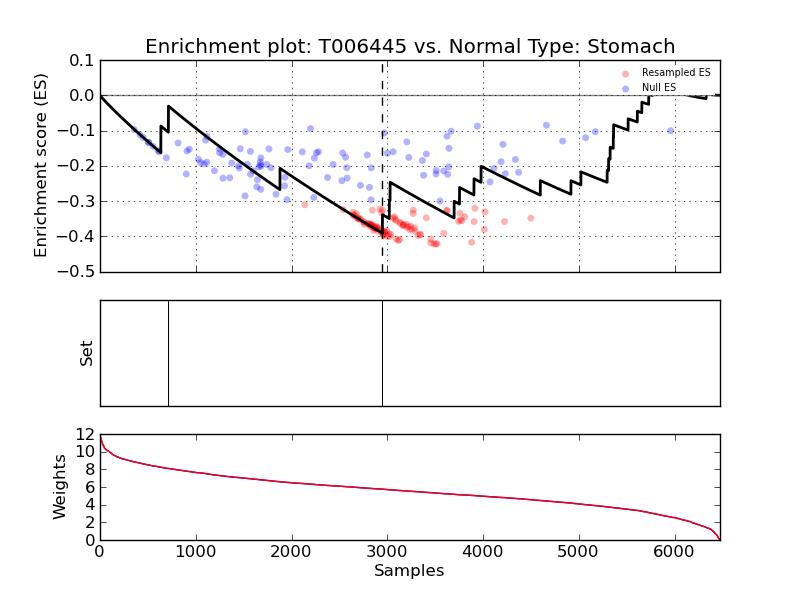 Enrichment plot: T006445 vs. Normal Type: Stomach
Enrichment score (ES)
0.1
0.0
−0.1
−0.2
−0.3
−0.4
−0.5
Resampled ES
Null ES
Set
Weights
12
10
8
6
4
2
0
0 1000 2000 3000 4000 5000 6000
Samples